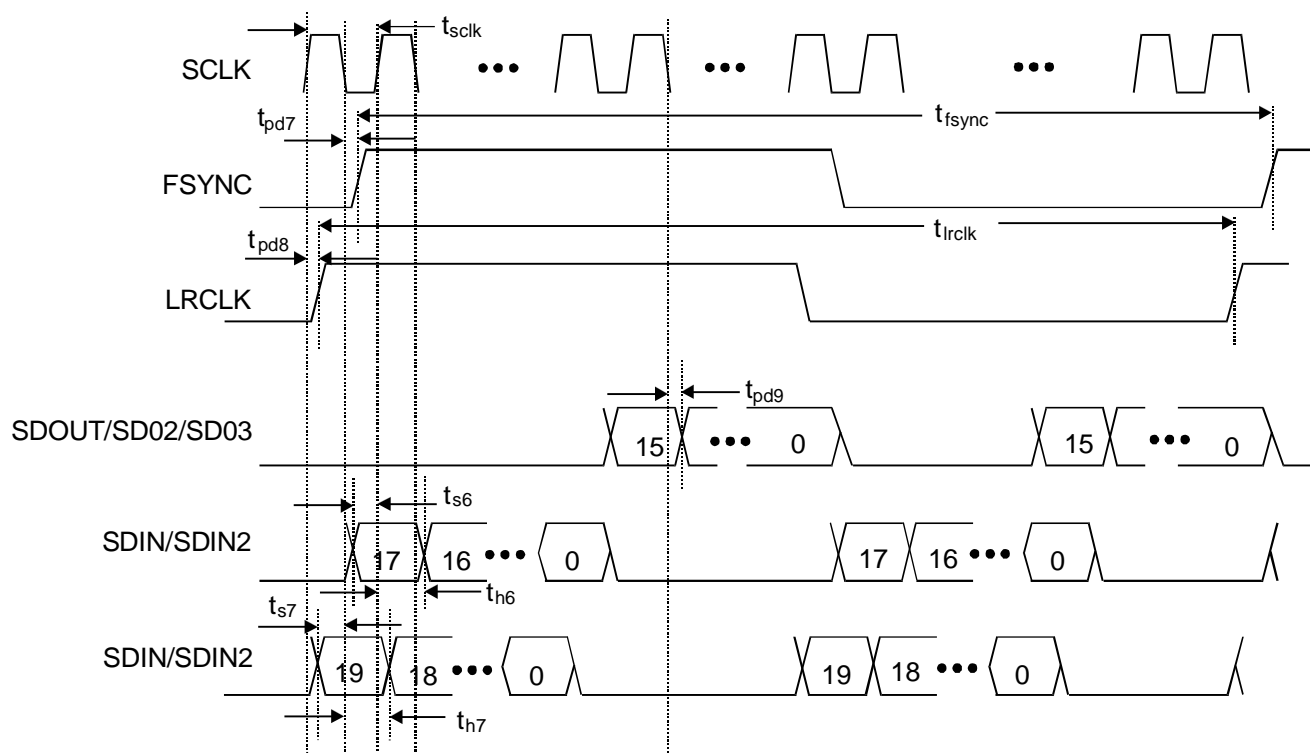 t_sclk
SCLK
t_pd7
t_fsync
FSYNC
t_pd8
t_lrclk
LRCLK
t_pd9
SDOUT/SD02/SD03
15 ••• 0 15 ••• 0
t_s6
SDIN/SDIN2
17 16 ••• 0 17 16 ••• 0
t_h6
t_s7
SDIN/SDIN2
19 18 ••• 0 19 18 ••• 0
t_h7